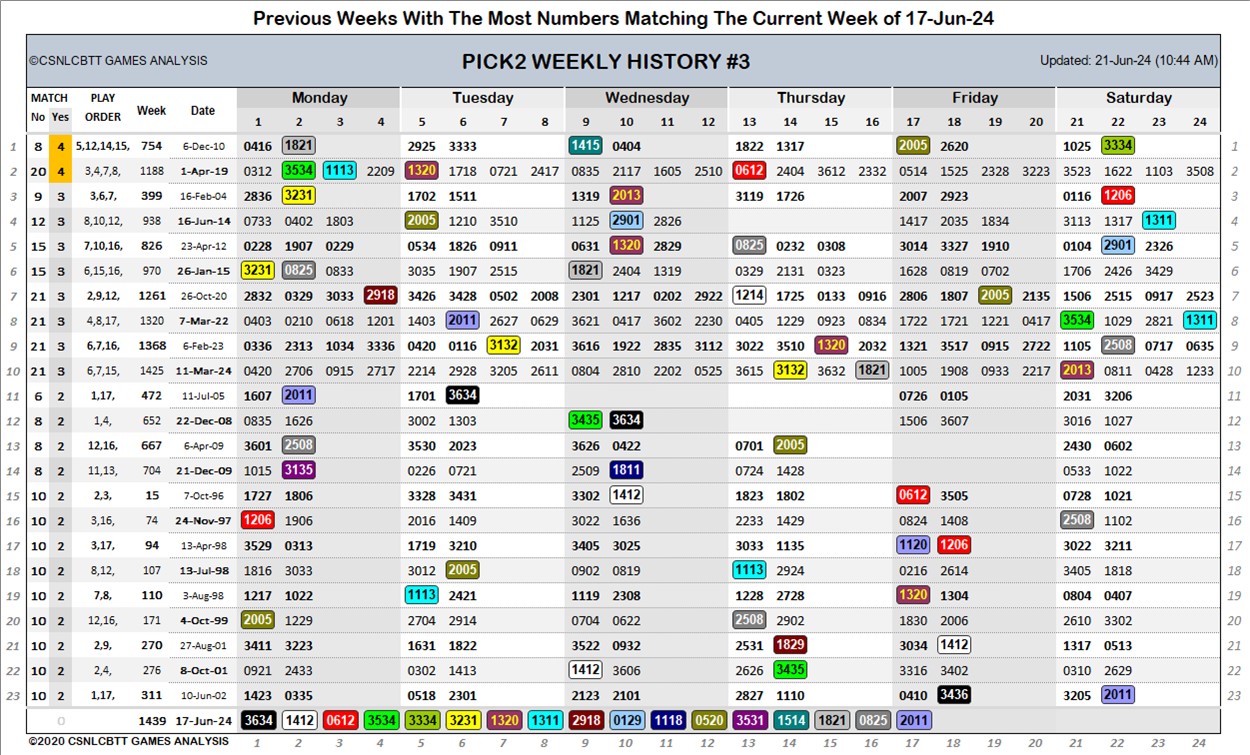 Previous Weeks With The Most Numbers Matching The Current Week of 17-Jun-24
©CSNLCBTT GAMES ANALYSIS PICK2 WEEKLY HISTORY #3 Updated: 21-Jun-24 (10:44 AM)
MATCH PLAY Week Date Monday Tuesday Wednesday Thursday Friday Saturday
No Yes ORDER 1 2 3 4 5 6 7 8 9 10 11 12 13 14 15 16 17 18 19 20 21 22 23 24
1 8 4 5,12,14,15, 754 6-Dec-10 0416 1821 2925 3333 1415 0404 1822 1317 2005 2620 1025 3334 1
2 20 4 3,4,7,8, 1188 1-Apr-19 0312 3534 1113 2209 1320 1718 0721 2417 0835 2117 1605 2510 0612 2404 3612 2332 0514 1525 2328 3223 3523 1622 1103 3508 2
3 9 3 3,6,7, 399 16-Feb-04 2836 3231 1702 1511 1319 2013 3119 1726 2007 2923 0116 1206 3
4 12 3 8,10,12, 938 16-Jun-14 0733 0402 1803 2005 1210 3510 1125 2901 2826 1417 2035 1834 3113 1317 1311 4
5 15 3 7,10,16, 826 23-Apr-12 0228 1907 0229 0534 1826 0911 0631 1320 2829 0825 0232 0308 3014 3327 1910 0104 2901 2326 5
6 15 3 6,15,16, 970 26-Jan-15 3231 0825 0833 3035 1907 2515 1821 2404 1319 0329 2131 0323 1628 0819 0702 1706 2426 3429 6
7 21 3 2,9,12, 1261 26-Oct-20 2832 0329 3033 2918 3426 3428 0502 2008 2301 1217 0202 2922 1214 1725 0133 0916 2806 1807 2005 2135 1506 2515 0917 2523 7
8 21 3 4,8,17, 1320 7-Mar-22 0403 0210 0618 1201 1403 2011 2627 0629 3621 0417 3602 2230 0405 1229 0923 0834 1722 1721 1221 0417 3534 1029 2821 1311 8
9 21 3 6,7,16, 1368 6-Feb-23 0336 2313 1034 3336 0420 0116 3132 2031 3616 1922 2835 3112 3022 3510 1320 2032 1321 3517 0915 2722 1105 2508 0717 0635 9
10 21 3 6,7,15, 1425 11-Mar-24 0420 2706 0915 2717 2214 2928 3205 2611 0804 2810 2202 0525 3615 3132 3632 1821 1005 1908 0933 2217 2013 0811 0428 1233 10
11 6 2 1,17, 472 11-Jul-05 1607 2011 1701 3634 0726 0105 2031 3206 11
12 8 2 1,4, 652 22-Dec-08 0835 1626 3002 1303 3435 3634 1506 3607 3016 1027 12
13 8 2 12,16, 667 6-Apr-09 3601 2508 3530 2023 3626 0422 0701 2005 2430 0602 13
14 8 2 11,13, 704 21-Dec-09 1015 3135 0226 0721 2509 1811 0724 1428 0533 1022 14
15 10 2 2,3, 15 7-Oct-96 1727 1806 3328 3431 3302 1412 1823 1802 0612 3505 0728 1021 15
16 10 2 3,16, 74 24-Nov-97 1206 1906 2016 1409 3022 1636 2233 1429 0824 1408 2508 1102 16
17 10 2 3,17, 94 13-Apr-98 3529 0313 1719 3210 3405 3025 3033 1135 1120 1206 3022 3211 17
18 10 2 8,12, 107 13-Jul-98 1816 3033 3012 2005 0902 0819 1113 2924 0216 2614 3405 1818 18
19 10 2 7,8, 110 3-Aug-98 1217 1022 1113 2421 1119 2308 1228 2728 1320 1304 0804 0407 19
20 10 2 12,16, 171 4-Oct-99 2005 1229 2704 2914 0704 0622 2508 2902 1830 2006 2610 3302 20
21 10 2 2,9, 270 27-Aug-01 3411 3223 1631 1822 3522 0932 2531 1829 3034 1412 1317 0513 21
22 10 2 2,4, 276 8-Oct-01 0921 2433 0302 1413 1412 3606 2626 3435 3316 3402 0310 2629 22
23 10 2 1,17, 311 10-Jun-02 1423 0335 0518 2301 2123 2101 2827 1110 0410 3436 3205 2011 23
0 1439 17-Jun-24 3634 1412 0612 3534 3334 3231 1320 1311 2918 0129 1118 0520 3531 1514 1821 0825 2011
©2020 CSNLCBTT GAMES ANALYSIS 1 2 3 4 5 6 7 8 9 10 11 12 13 14 15 16 17 18 19 20 21 22 23 24